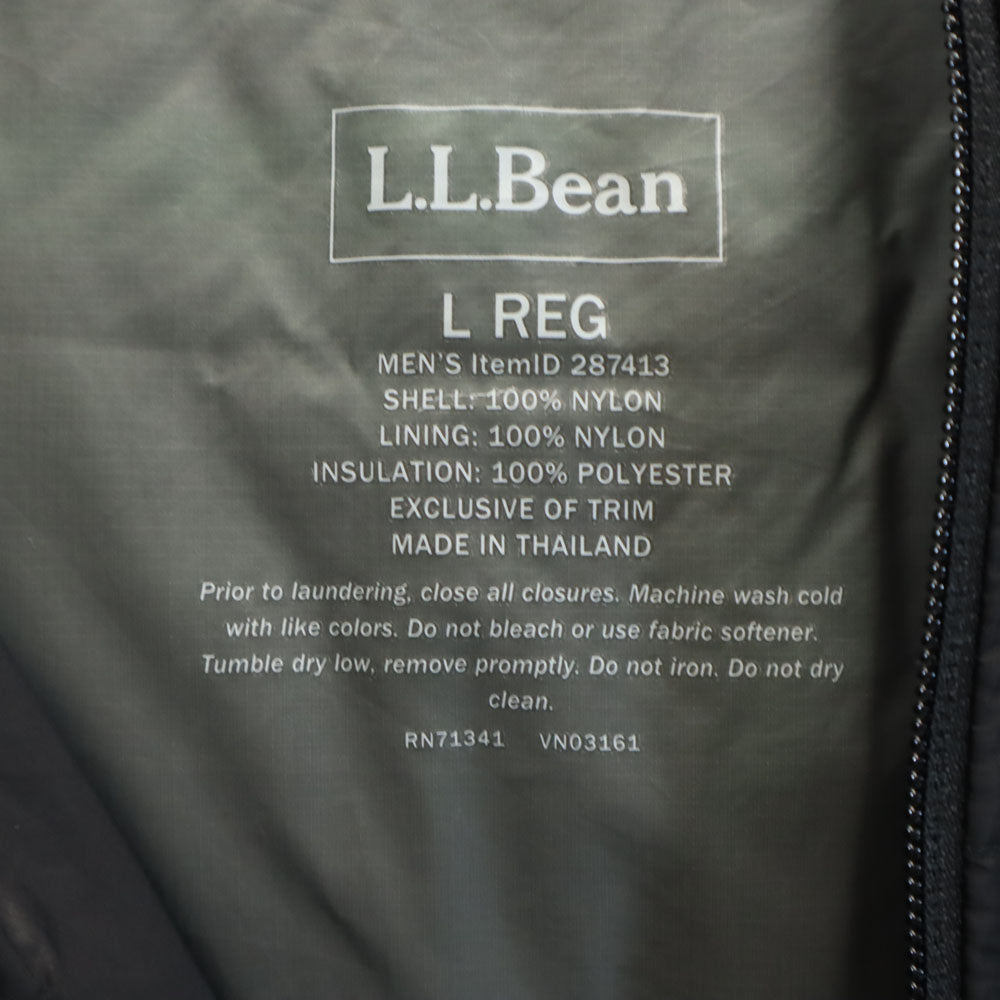 L.L.Bean
L REG
MEN'S ItemID 287413
SHELL: 100% NYLON
LINING: 100% NYLON
INSULATION: 100% POLYESTER
EXCLUSIVE OF TRIM
MADE IN THAILAND
Prior to laundering, close all closures. Machine wash cold
with like colors. Do not bleach or use fabric softener.
Tumble dry low, remove promptly. Do not iron. Do not dry
clean.
RN71341 VN03161